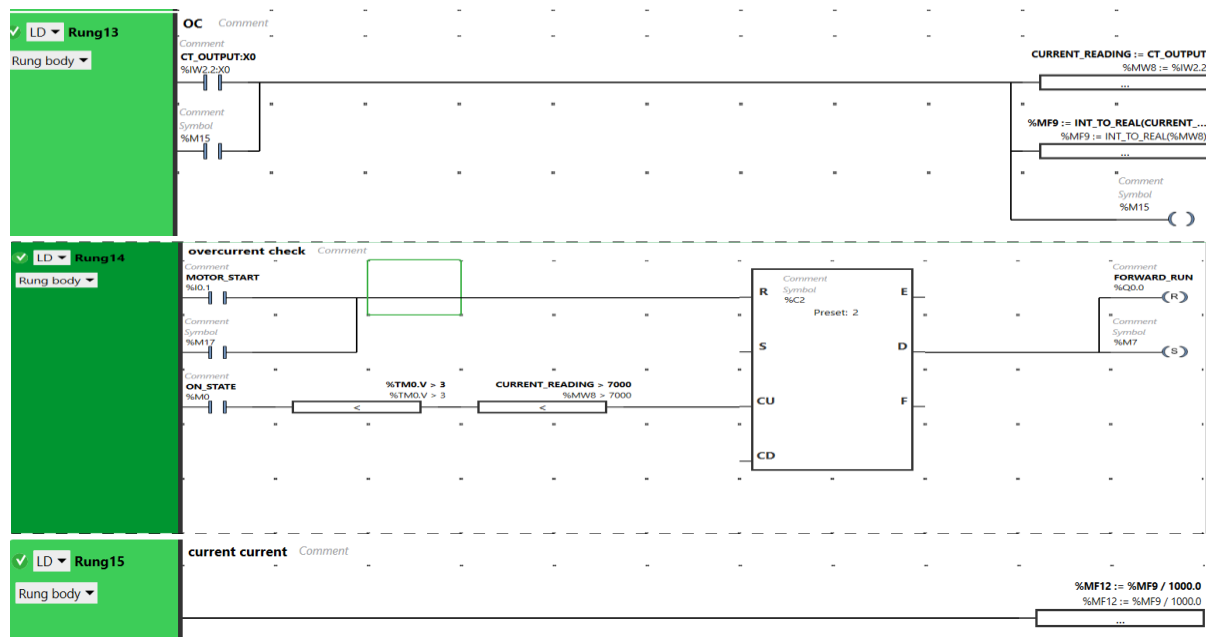 LD Rung13
Rung body
OC Comment
Comment
CT_OUTPUT:X0
%IW2.2:X0
Comment
Symbol
%M15
CURRENT_READING := CT_OUTPUT
%MW8 := %IW2.2
...
%MF9 := INT_TO_REAL(CURRENT_...
%MF9 := INT_TO_REAL(%MW8)
...
Comment
Symbol
%M15
( )
LD Rung14
Rung body
overcurrent check Comment
Comment
MOTOR_START
%I0.1
Comment
Symbol
%M17
Comment
ON_STATE
%M0
%TM0.V > 3
%TM0.V > 3
<
CURRENT_READING > 7000
%MW8 > 7000
<
Comment
Symbol
%C2
Preset: 2
R E
S D
CU F
CD
Comment
FORWARD_RUN
%Q0.0
(R)
Comment
Symbol
%M7
(S)
LD Rung15
Rung body
current current Comment
%MF12 := %MF9 / 1000.0
%MF12 := %MF9 / 1000.0
...